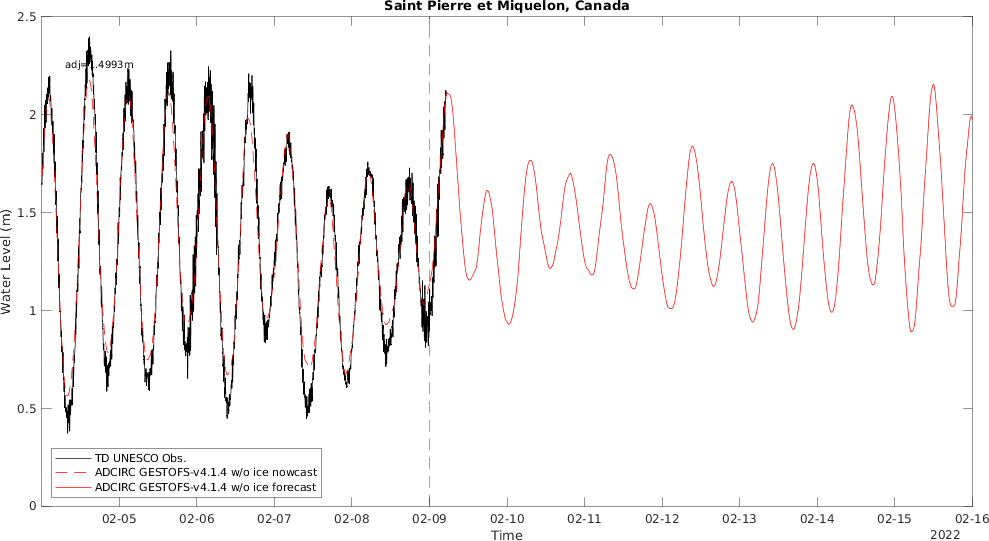 Saint Pierre et Miquelon, Canada
2.5
adj=1.4993m
2
1.5
Water Level (m)
1
0.5
TD UNESCO Obs.
ADCIRC GESTOFS-v4.1.4 w/o ice nowcast
ADCIRC GESTOFS-v4.1.4 w/o ice forecast
0
02-05 02-06 02-07 02-08 02-09 02-10 02-11 02-12 02-13 02-14 02-15 02-16
Time
2022